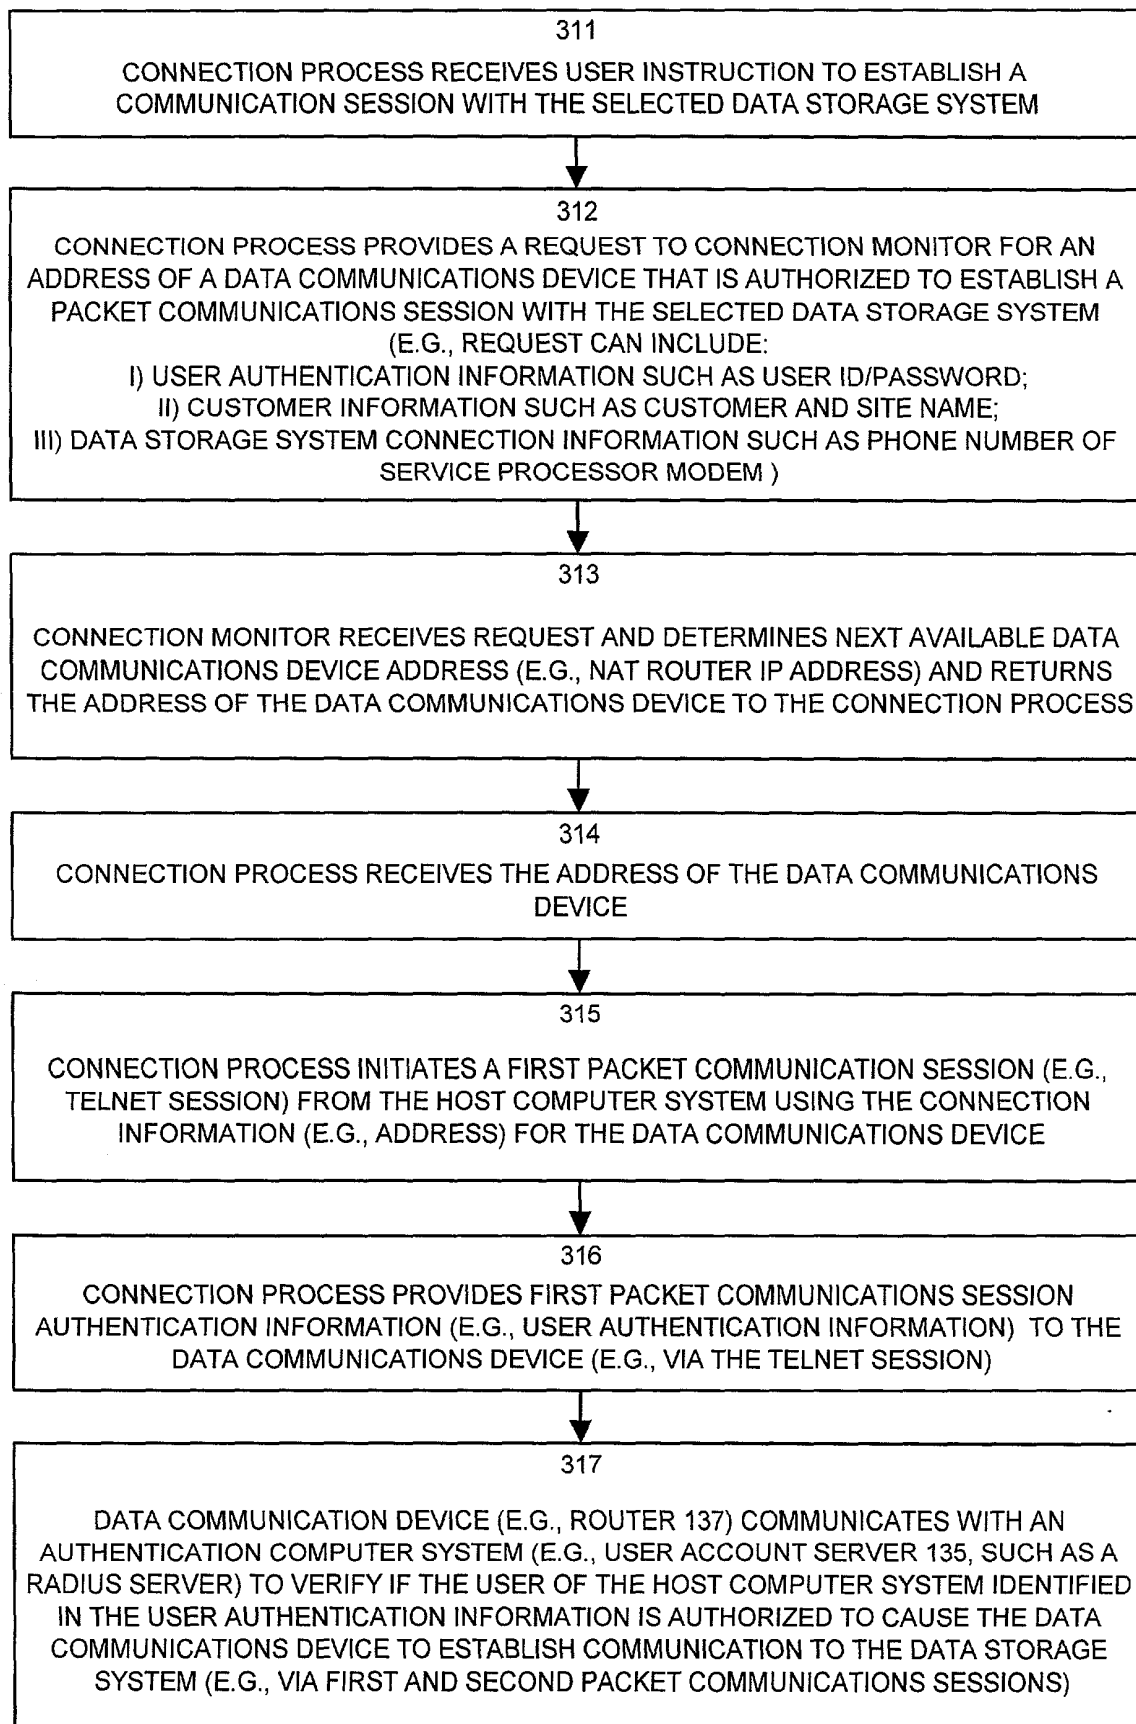 311
CONNECTION PROCESS RECEIVES USER INSTRUCTION TO ESTABLISH A
COMMUNICATION SESSION WITH THE SELECTED DATA STORAGE SYSTEM
312
CONNECTION PROCESS PROVIDES A REQUEST TO CONNECTION MONITOR FOR AN
ADDRESS OF A DATA COMMUNICATIONS DEVICE THAT IS AUTHORIZED TO ESTABLISH A
PACKET COMMUNICATIONS SESSION WITH THE SELECTED DATA STORAGE SYSTEM
(E.G., REQUEST CAN INCLUDE:
I) USER AUTHENTICATION INFORMATION SUCH AS USER ID/PASSWORD;
II) CUSTOMER INFORMATION SUCH AS CUSTOMER AND SITE NAME;
III) DATA STORAGE SYSTEM CONNECTION INFORMATION SUCH AS PHONE NUMBER OF
SERVICE PROCESSOR MODEM )
313
CONNECTION MONITOR RECEIVES REQUEST AND DETERMINES NEXT AVAILABLE DATA
COMMUNICATIONS DEVICE ADDRESS (E.G., NAT ROUTER IP ADDRESS) AND RETURNS
THE ADDRESS OF THE DATA COMMUNICATIONS DEVICE TO THE CONNECTION PROCESS
314
CONNECTION PROCESS RECEIVES THE ADDRESS OF THE DATA COMMUNICATIONS
DEVICE
315
CONNECTION PROCESS INITIATES A FIRST PACKET COMMUNICATION SESSION (E.G.,
TELNET SESSION) FROM THE HOST COMPUTER SYSTEM USING THE CONNECTION
INFORMATION (E.G., ADDRESS) FOR THE DATA COMMUNICATIONS DEVICE
316
CONNECTION PROCESS PROVIDES FIRST PACKET COMMUNICATIONS SESSION
AUTHENTICATION INFORMATION (E.G., USER AUTHENTICATION INFORMATION) TO THE
DATA COMMUNICATIONS DEVICE (E.G., VIA THE TELNET SESSION)
317
DATA COMMUNICATION DEVICE (E.G., ROUTER 137) COMMUNICATES WITH AN
AUTHENTICATION COMPUTER SYSTEM (E.G., USER ACCOUNT SERVER 135, SUCH AS A
RADIUS SERVER) TO VERIFY IF THE USER OF THE HOST COMPUTER SYSTEM IDENTIFIED
IN THE USER AUTHENTICATION INFORMATION IS AUTHORIZED TO CAUSE THE DATA
COMMUNICATIONS DEVICE TO ESTABLISH COMMUNICATION TO THE DATA STORAGE
SYSTEM (E.G., VIA FIRST AND SECOND PACKET COMMUNICATIONS SESSIONS)